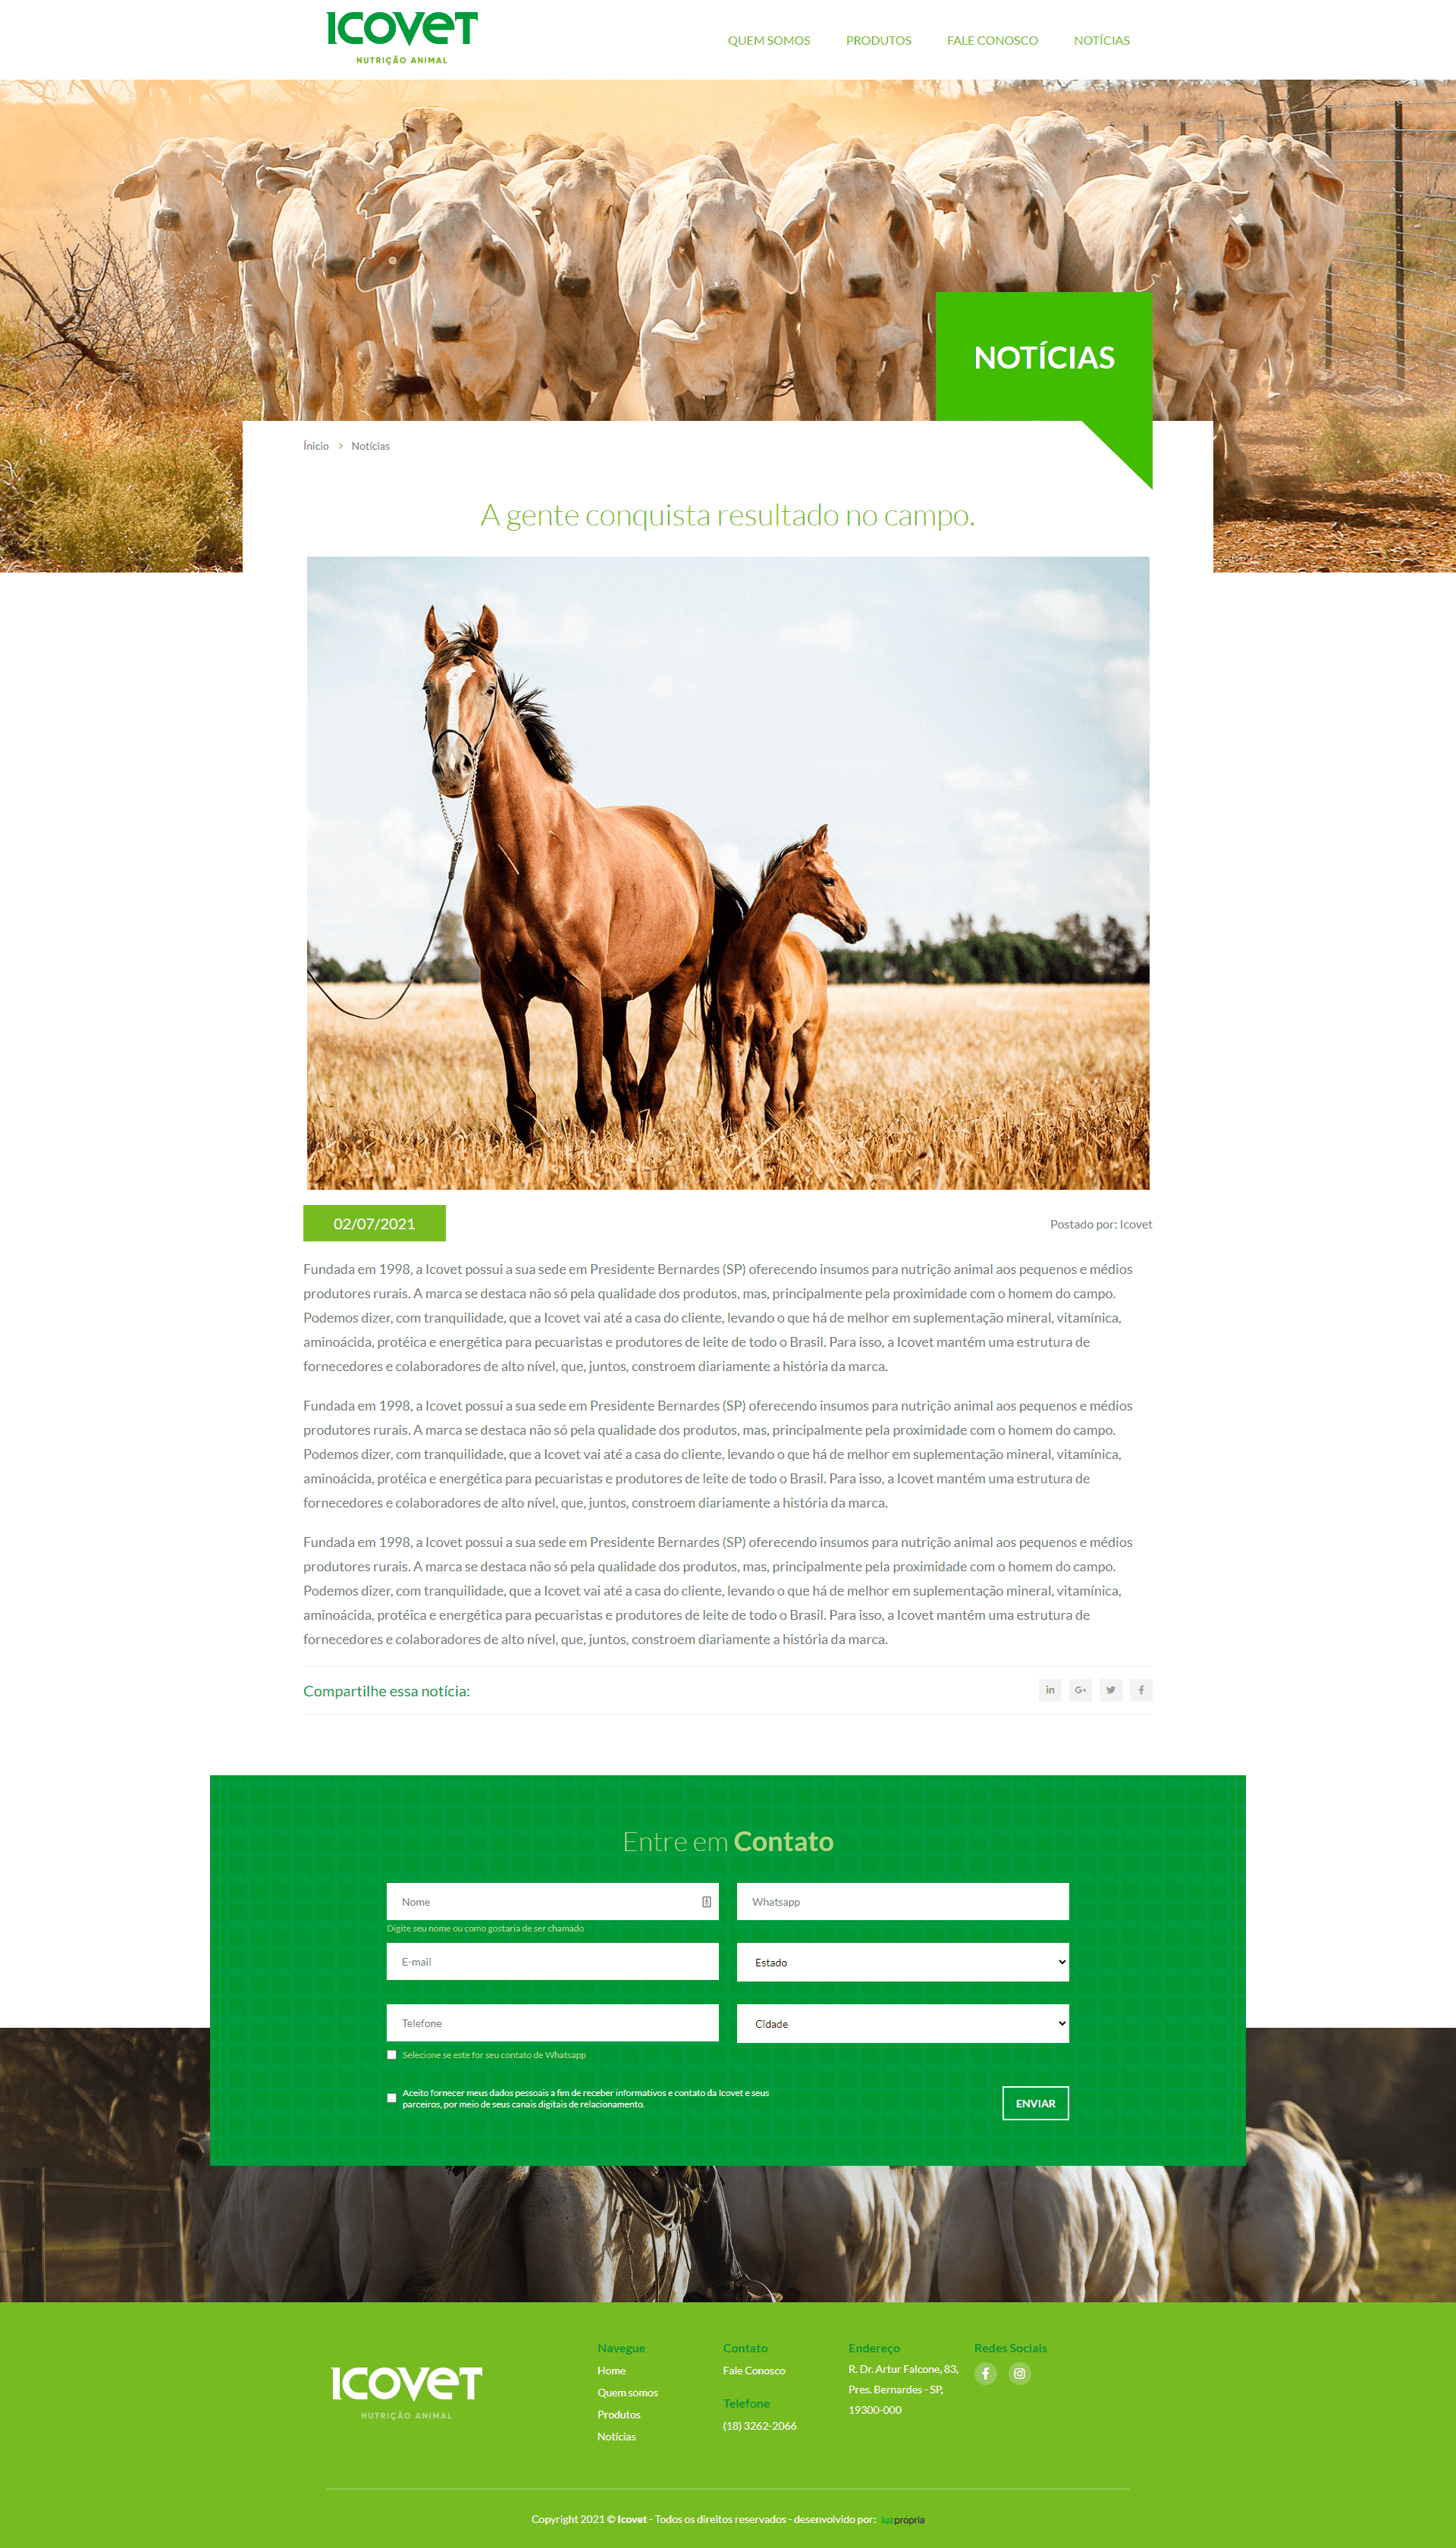 ICOVET
NUTRIÇÃO ANIMAL
QUEM SOMOS
PRODUTOS
FALE CONOSCO
NOTÍCIAS
NOTÍCIAS
Ínicio > Notícias
A gente conquista resultado no campo.
02/07/2021
Postado por: Icovet
Fundada em 1998, a Icovet possui a sua sede em Presidente Bernardes (SP) oferecendo insumos para nutrição animal aos pequenos e médios
produtores rurais. A marca se destaca não só pela qualidade dos produtos, mas, principalmente pela proximidade com o homem do campo.
Podemos dizer, com tranquilidade, que a Icovet vai até a casa do cliente, levando o que há de melhor em suplementação mineral, vitamínica,
aminoácida, protéica e energética para pecuaristas e produtores de leite de todo o Brasil. Para isso, a Icovet mantém uma estrutura de
fornecedores e colaboradores de alto nível, que, juntos, constroem diariamente a história da marca.
Fundada em 1998, a Icovet possui a sua sede em Presidente Bernardes (SP) oferecendo insumos para nutrição animal aos pequenos e médios
produtores rurais. A marca se destaca não só pela qualidade dos produtos, mas, principalmente pela proximidade com o homem do campo.
Podemos dizer, com tranquilidade, que a Icovet vai até a casa do cliente, levando o que há de melhor em suplementação mineral, vitamínica,
aminoácida, protéica e energética para pecuaristas e produtores de leite de todo o Brasil. Para isso, a Icovet mantém uma estrutura de
fornecedores e colaboradores de alto nível, que, juntos, constroem diariamente a história da marca.
Fundada em 1998, a Icovet possui a sua sede em Presidente Bernardes (SP) oferecendo insumos para nutrição animal aos pequenos e médios
produtores rurais. A marca se destaca não só pela qualidade dos produtos, mas, principalmente pela proximidade com o homem do campo.
Podemos dizer, com tranquilidade, que a Icovet vai até a casa do cliente, levando o que há de melhor em suplementação mineral, vitamínica,
aminoácida, protéica e energética para pecuaristas e produtores de leite de todo o Brasil. Para isso, a Icovet mantém uma estrutura de
fornecedores e colaboradores de alto nível, que, juntos, constroem diariamente a história da marca.
Compartilhe essa notícia:
Entre em Contato
Nome
Whatsapp
Digite seu nome ou como gostaria de ser chamado
E-mail
Estado
Telefone
Cidade
Selecione se este for seu contato de Whatsapp
Aceito fornecer meus dados pessoais a fim de receber informativos e contato da Icovet e seus
parceiros, por meio de seus canais digitais de relacionamento.
ENVIAR
ICOVET
NUTRIÇÃO ANIMAL
Navegue
Home
Quem somos
Produtos
Notícias
Contato
Fale Conosco
Telefone
(18) 3262-2066
Endereço
R. Dr. Artur Falcone, 83,
Pres. Bernardes - SP,
19300-000
Redes Sociais
Copyright 2021 © Icovet - Todos os direitos reservados - desenvolvido por: luzprópria